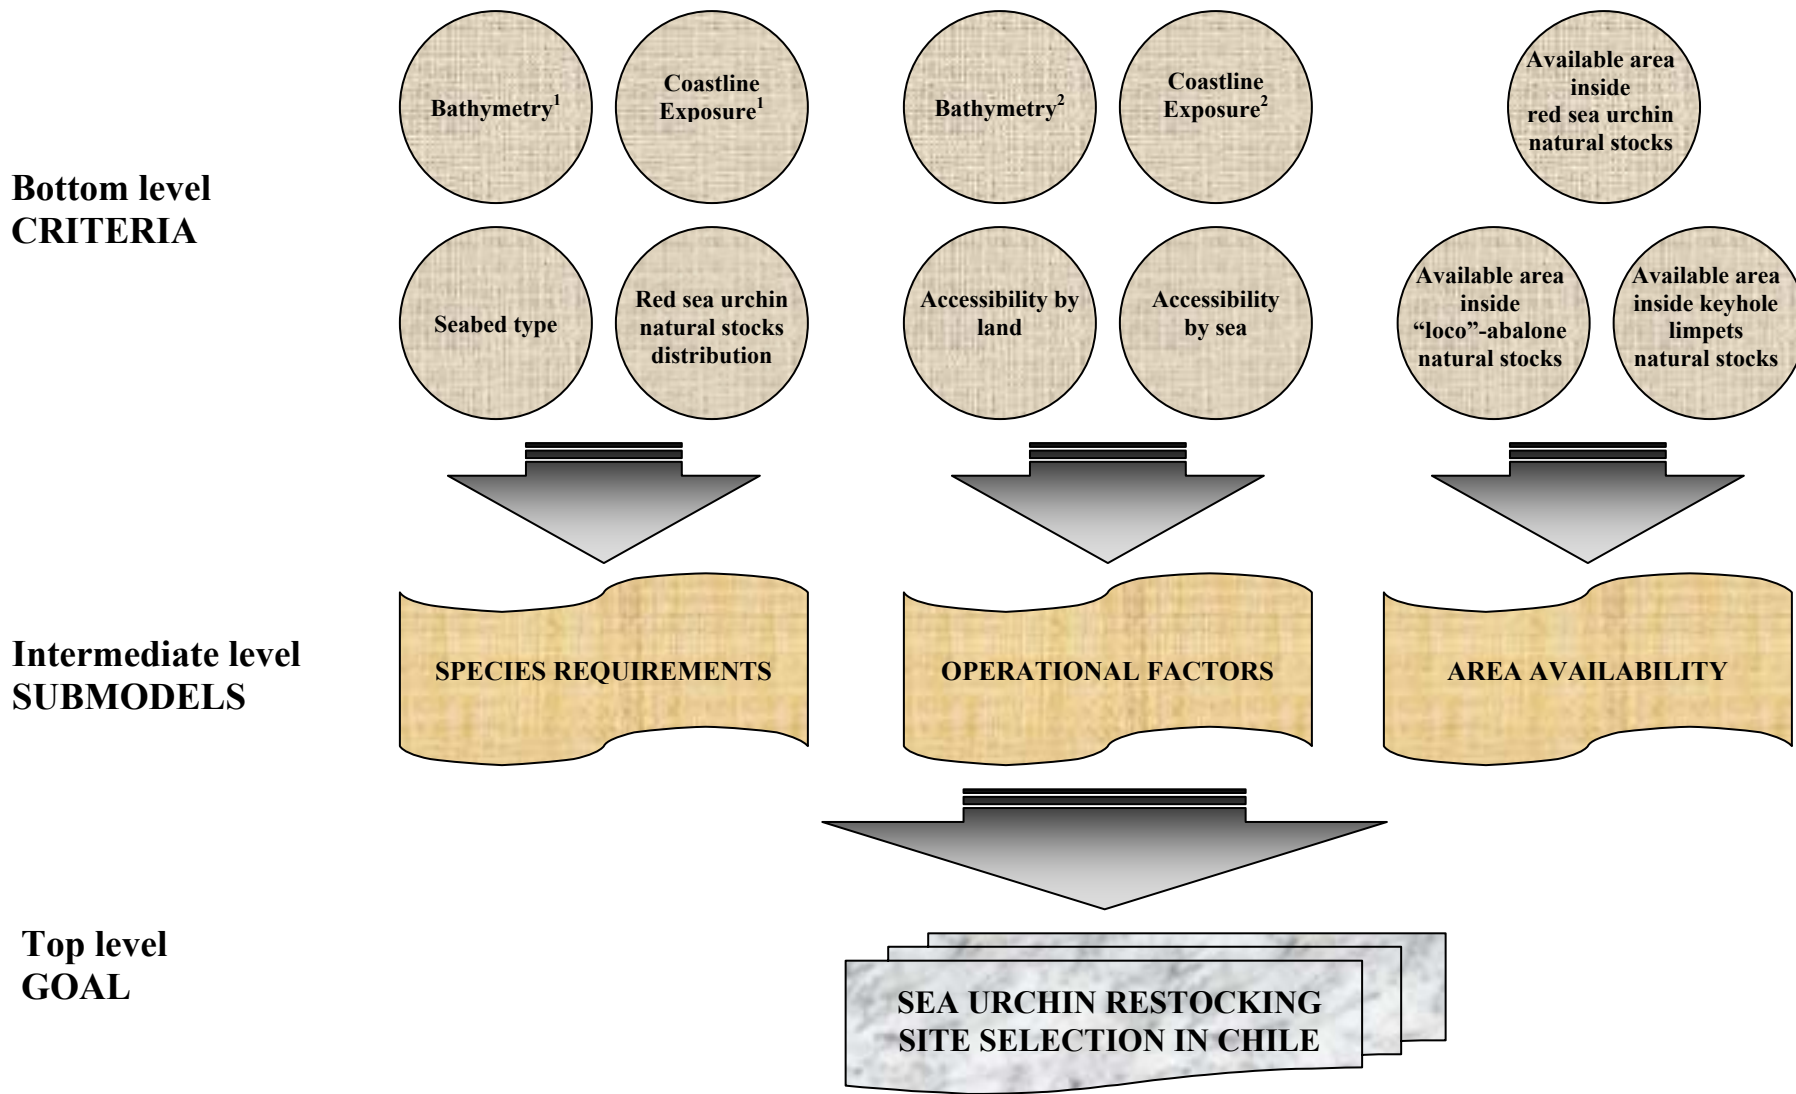 Bottom level
CRITERIA
Bathymetry¹
Coastline
Exposure¹
Seabed type
Red sea urchin
natural stocks
distribution
Bathymetry²
Coastline
Exposure²
Accessibility by
land
Accessibility
by sea
Available area
inside
red sea urchin
natural stocks
Available area
inside
“loco”-abalone
natural stocks
Available area
inside keyhole
limpets
natural stocks
Intermediate level
SUBMODELS
SPECIES REQUIREMENTS
OPERATIONAL FACTORS
AREA AVAILABILITY
Top level
GOAL
SEA URCHIN RESTOCKING
SITE SELECTION IN CHILE